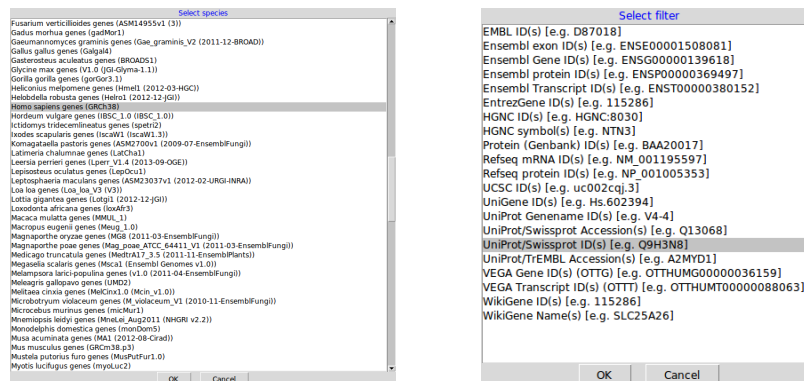 Select species
Fusarium verticillioides genes (ASM14955v1 (3))
Gadus morhua genes (gadMor1)
Gaeumannomyces graminis genes (Gae_graminis_V2 (2011-12-BROAD))
Gallus gallus genes (Galgal4)
Gasterosteus aculeatus genes (BROADS1)
Glycine max genes (V1.0 (JGI-Glyma-1.1))
Gorilla gorilla genes (gorGor3.1)
Heliconius melpomene genes (Hmel1 (2012-03-HGC))
Helobdella robusta genes (Helro1 (2012-12-JGI))
Homo sapiens genes (GRCh38)
Hordeum vulgare genes (IBSC_1.0 (IBSC_1.0))
Ictidomys tridecemlineatus genes (spetri2)
Ixodes scapularis genes (IscaW1 (IscaW1.3))
Komagataella pastoris genes (ASM2700v1 (2009-07-EnsemblFungi))
Latimeria chalumnae genes (LatCha1)
Leersia perrieri genes (Lperr_V1.4 (2013-09-OGE))
Lepisosteus oculatus genes (LepOcu1)
Leptosphaeria maculans genes (ASM23037v1 (2012-02-URGI-INRA))
Loa loa genes (Loa_loa_V3 (V3))
Lottia gigantea genes (Lotgi1 (2012-12-JGI))
Loxodonta africana genes (loxAfr3)
Macaca mulatta genes (MMUL_1)
Macropus eugenii genes (Meug_1.0)
Magnaporthe oryzae genes (MG8 (2011-03-EnsemblFungi))
Magnaporthe poae genes (Mag_poae_ATCC_64411_V1 (2011-03-EnsemblFungi))
Medicago truncatula genes (MedtrA17_3.5 (2011-11-EnsemblPlants))
Megaselia scalaris genes (Msca1 (Ensembl Genomes v1.0))
Melampsora larici-populina genes (v1.0 (2011-04-EnsemblFungi))
Meleagris gallopavo genes (UMD2)
Melitaea cinxia genes (MelCinx1.0 (Mcin_v1.0))
Microbotryum violaceum genes (M_violaceum_V1 (2010-11-EnsemblFungi))
Microcebus murinus genes (micMur1)
Mnemiopsis leidyi genes (MneLei_Aug2011 (NHGRI v2.2))
Monodelphis domestica genes (monDom5)
Musa acuminata genes (MA1 (2012-08-Cirad))
Mus musculus genes (GRCm38.p3)
Mustela putorius furo genes (MusPutFur1.0)
Myotis lucifugus genes (myoLuc2)
OK Cancel
Select filter
EMBL ID(s) [e.g. D87018]
Ensembl exon ID(s) [e.g. ENSE00001508081]
Ensembl Gene ID(s) [e.g. ENSG00000139618]
Ensembl protein ID(s) [e.g. ENSP00000369497]
Ensembl Transcript ID(s) [e.g. ENST00000380152]
EntrezGene ID(s) [e.g. 115286]
HGNC ID(s) [e.g. HGNC:8030]
HGNC symbol(s) [e.g. NTN3]
Protein (Genbank) ID(s) [e.g. BAA20017]
Refseq mRNA ID(s) [e.g. NM_001195597]
Refseq protein ID(s) [e.g. NP_001005353]
UCSC ID(s) [e.g. uc002cqj.3]
UniGene ID(s) [e.g. Hs.602394]
UniProt Genename ID(s) [e.g. V4-4]
UniProt/Swissprot Accession(s) [e.g. Q13068]
UniProt/Swissprot ID(s) [e.g. Q9H3N8]
UniProt/TrEMBL Accession(s) [e.g. A2MYD1]
VEGA Gene ID(s) (OTTG) [e.g. OTTHUMG00000036159]
VEGA Transcript ID(s) (OTTT) [e.g. OTTHUMT00000088063]
WikiGene ID(s) [e.g. 115286]
WikiGene Name(s) [e.g. SLC25A26]
OK Cancel